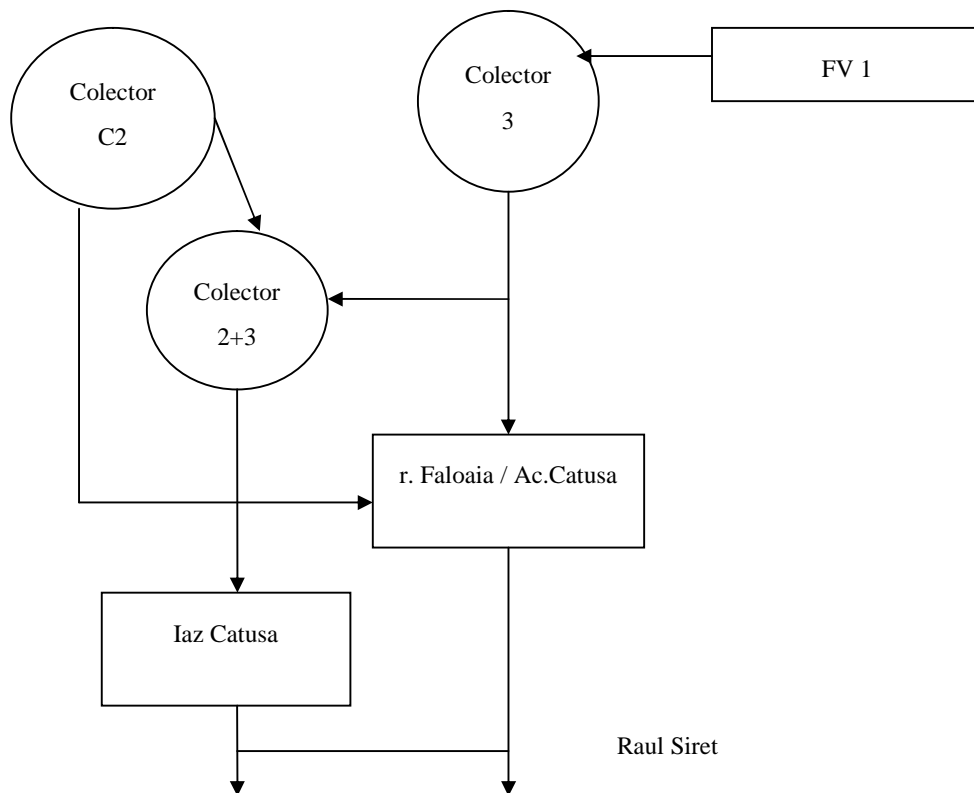 Colector
C2
Colector
3
FV 1
Colector
2+3
r. Faloaia / Ac.Catusa
Iaz Catusa
Raul Siret